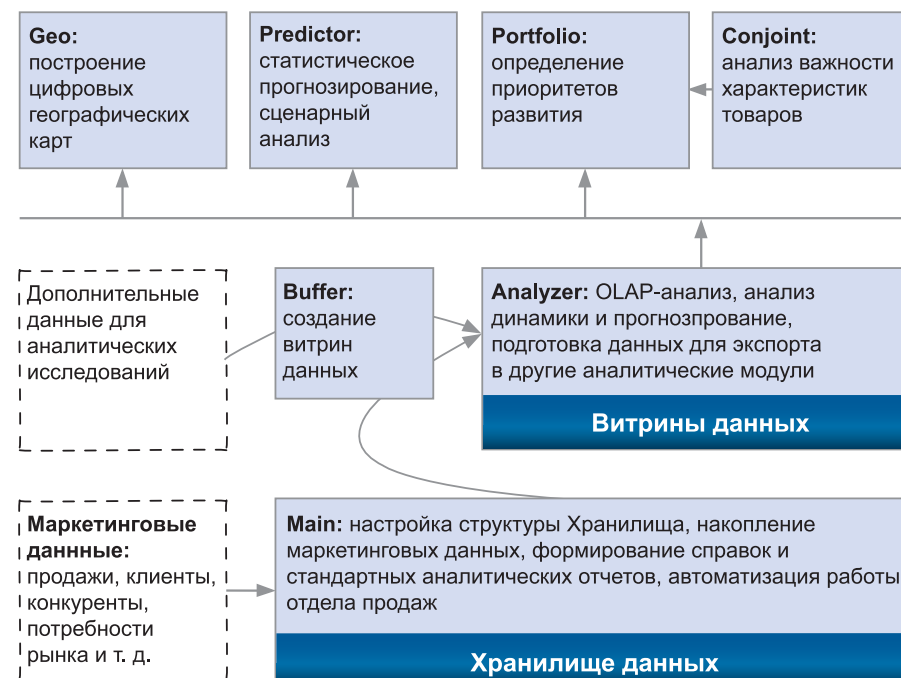 Geo:
построение
цифровых
географических
карт
Predictor:
статистическое
прогнозирование,
сценарный
анализ
Portfolio:
определение
приоритетов
развития
Conjoint:
анализ важности
характеристик
товаров
Дополнительные
данные для
аналитических
исследований
Buffer:
создание
витрин
данных
Analyzer: OLAP-анализ, анализ
динамики и прогнозпрование,
подготовка данных для экспорта
в другие аналитические модули
Витрины данных
Маркетинговые
даннные:
продажи, клиенты,
конкуренты,
потребности
рынка и т. д.
Main: настройка структуры Хранилища, накопление
маркетинговых данных, формирование справок и
стандартных аналитических отчетов, автоматизация работы
отдела продаж
Хранилище данных